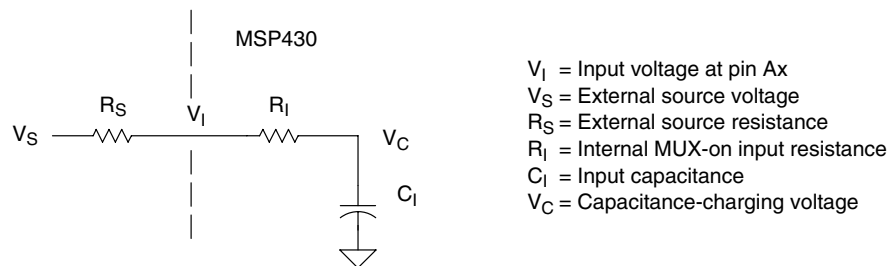 MSP430
R_S
V_I
R_I
V_S
V_C
C_I
V_I = Input voltage at pin Ax
V_S = External source voltage
R_S = External source resistance
R_I = Internal MUX-on input resistance
C_I = Input capacitance
V_C = Capacitance-charging voltage